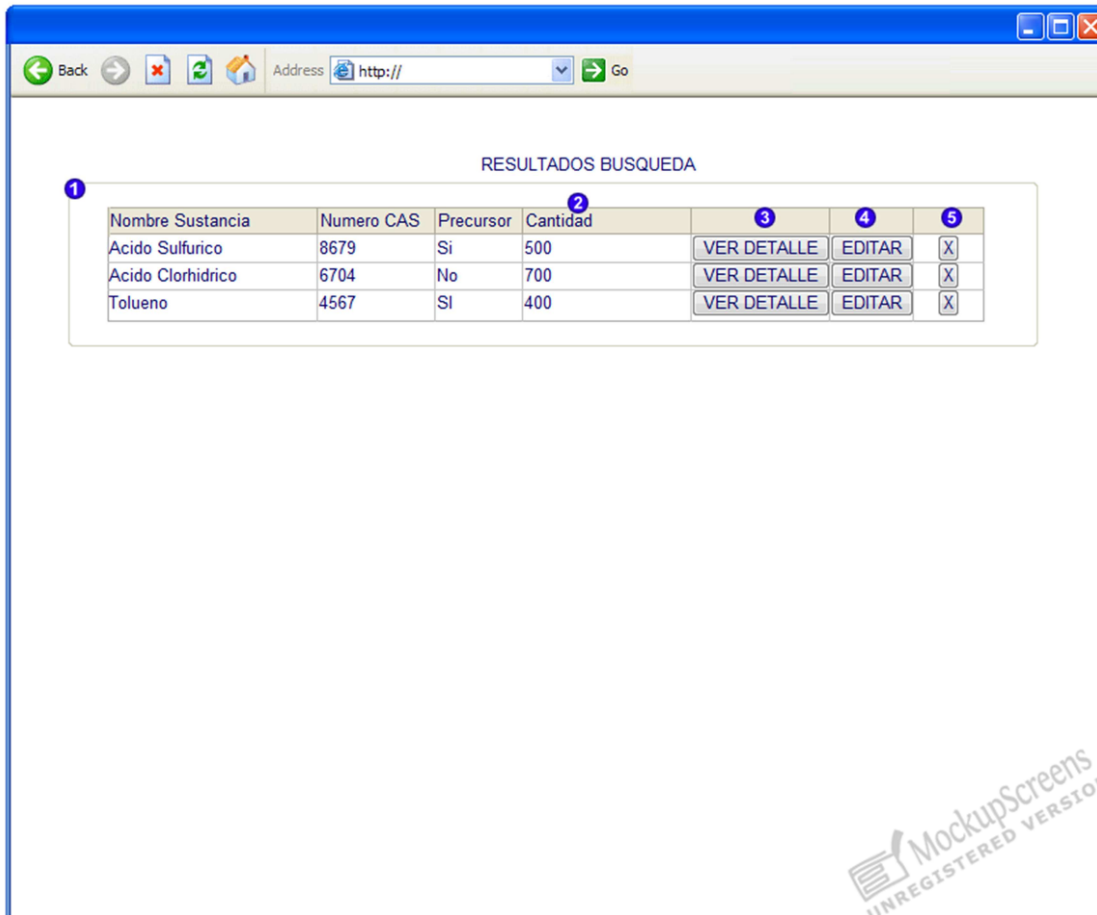 Back Address http:// Go
RESULTADOS BUSQUEDA
1
2 3 4 5
Nombre Sustancia Numero CAS Precursor Cantidad
Acido Sulfurico 8679 Si 500 VER DETALLE EDITAR X
Acido Clorhidrico 6704 No 700 VER DETALLE EDITAR X
Tolueno 4567 SI 400 VER DETALLE EDITAR X
MockupScreens
UNREGISTERED VERSION